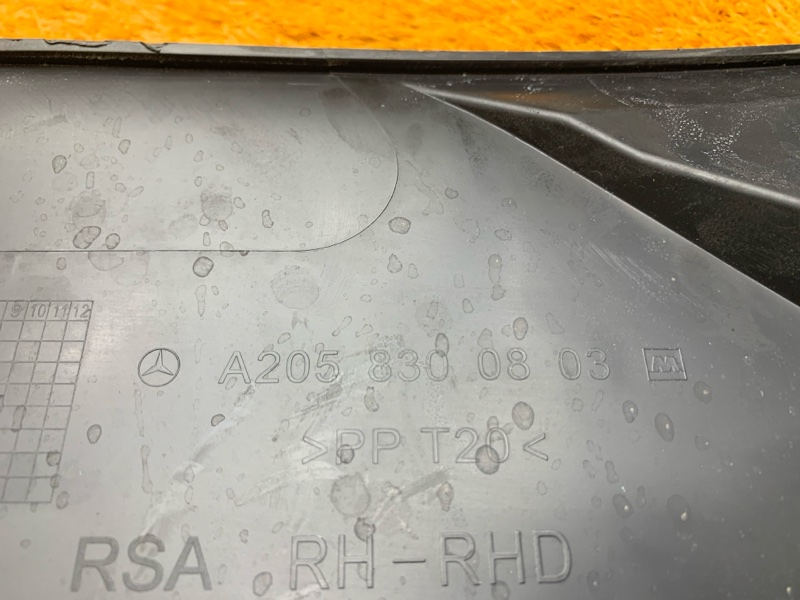 9 10 11 12
A205 830 08 03
>PP T20<
RSA RH-RHD